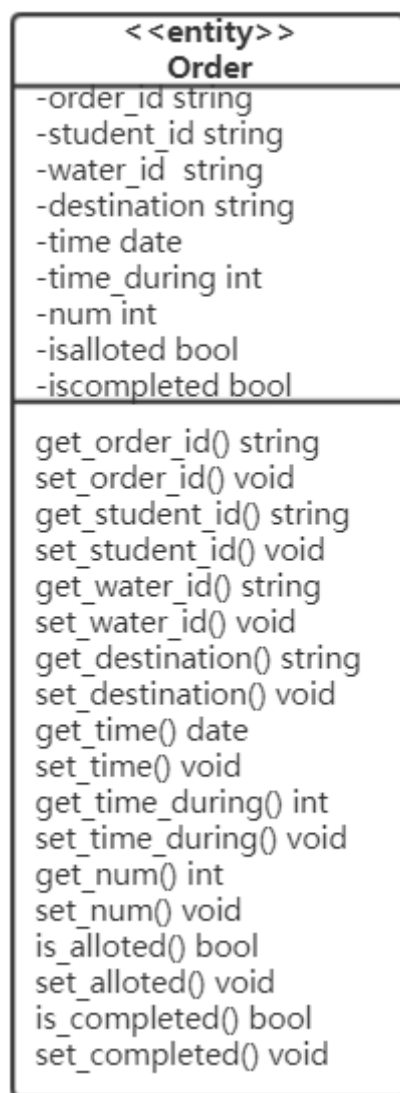 <<entity>>
Order
-order_id string
-student_id string
-water_id string
-destination string
-time date
-time_during int
-num int
-isalloted bool
-iscompleted bool
get_order_id() string
set_order_id() void
get_student_id() string
set_student_id() void
get_water_id() string
set_water_id() void
get_destination() string
set_destination() void
get_time() date
set_time() void
get_time_during() int
set_time_during() void
get_num() int
set_num() void
is_alloted() bool
set_alloted() void
is_completed() bool
set_completed() void